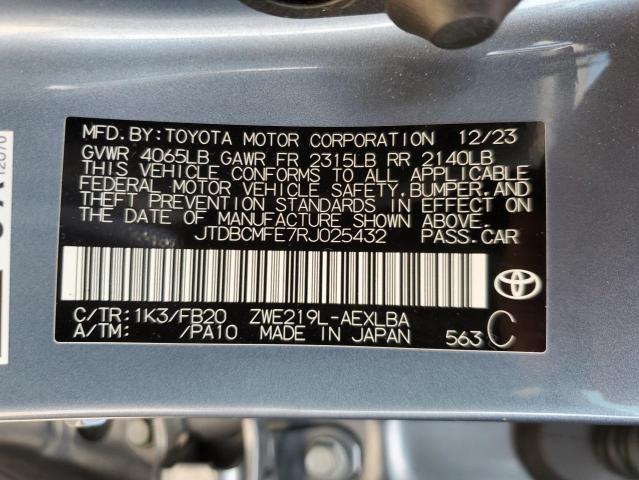 MFD. BY: TOYOTA MOTOR CORPORATION 12/23
GVWR 4065LB GAWR FR 2315LB RR 2140LB
THIS VEHICLE CONFORMS TO ALL APPLICABLE
FEDERAL MOTOR VEHICLE SAFETY, BUMPER, AND
THEFT PREVENTION STANDARDS IN EFFECT ON
THE DATE OF MANUFACTURE SHOWN ABOVE.
JTDBCMFE7RJ025432 PASS. CAR
C/TR: 1K3/FB20 ZWE219L-AEXLBA
A/TM: /PA10 MADE IN JAPAN 563 C
12070